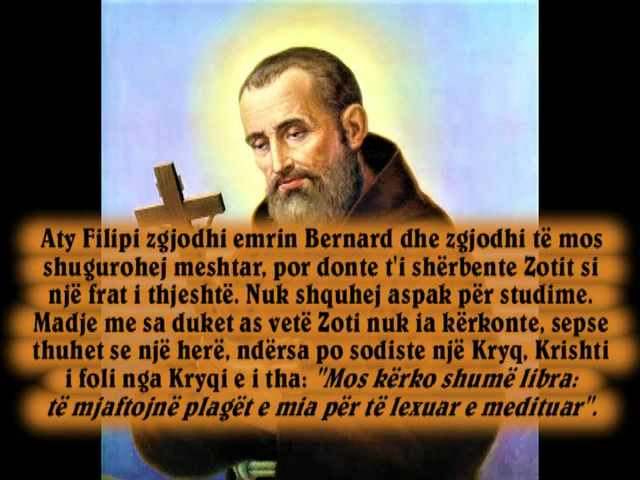 Aty Filipi zgjodhi emrin Bernard dhe zgjodhi të mos
shugurohej meshtar, por donte t'i shërbente Zotit si
një frat i thjeshtë. Nuk shquhej aspak për studime.
Madje me sa duket as vetë Zoti nuk ia kërkonte, sepse
thuhet se një herë, ndërsa po sodiste një Kryq, Krishti
i foli nga Kryqi e i tha: "Mos kërko shumë libra:
të mjaftojnë plagët e mia për të lexuar e medituar".